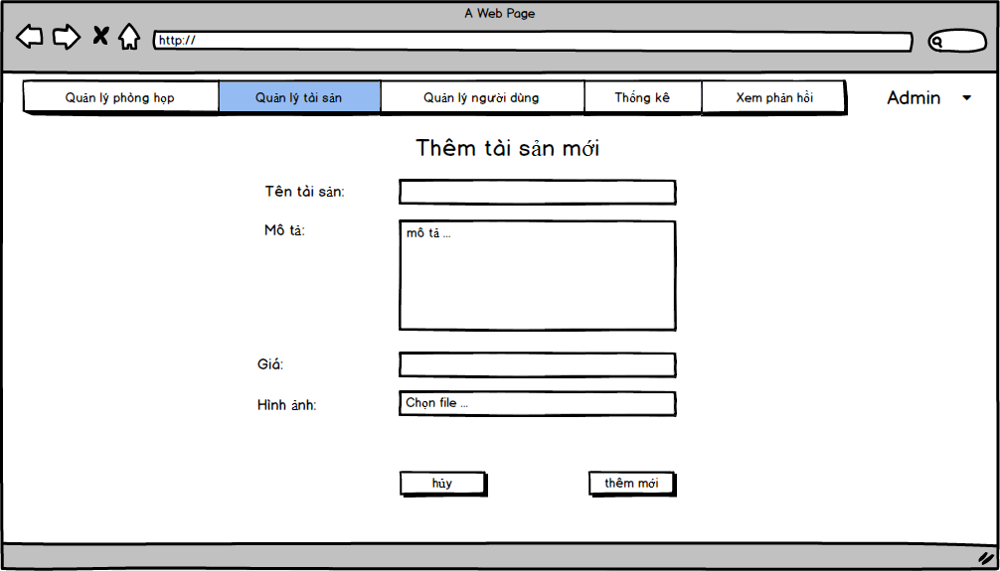 A Web Page
http://
Quản lý phòng họp Quản lý tài sản Quản lý người dùng Thống kê Xem phản hồi Admin
Thêm tài sản mới
Tên tài sản:
Mô tả:
mô tả ...
Giá:
Hình ảnh:
Chọn file ...
hủy thêm mới